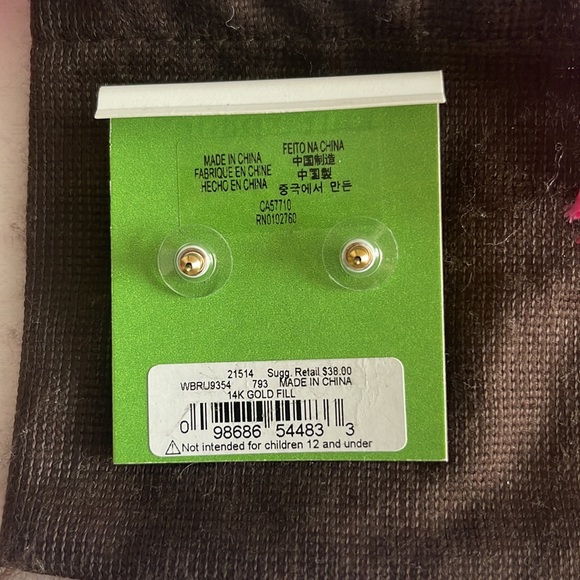 MADE IN CHINA
FABRIQUE EN CHINE
HECHO EN CHINA
FEITO NA CHINA
中国制造
中國製
중극에서 만든
CA57710
RN0102760
21514 Sugg. Retail $38.00
WBRU9354 793 MADE IN CHINA
14K GOLD FILL
0 98686 54483 3
⚠Not intended for children 12 and under